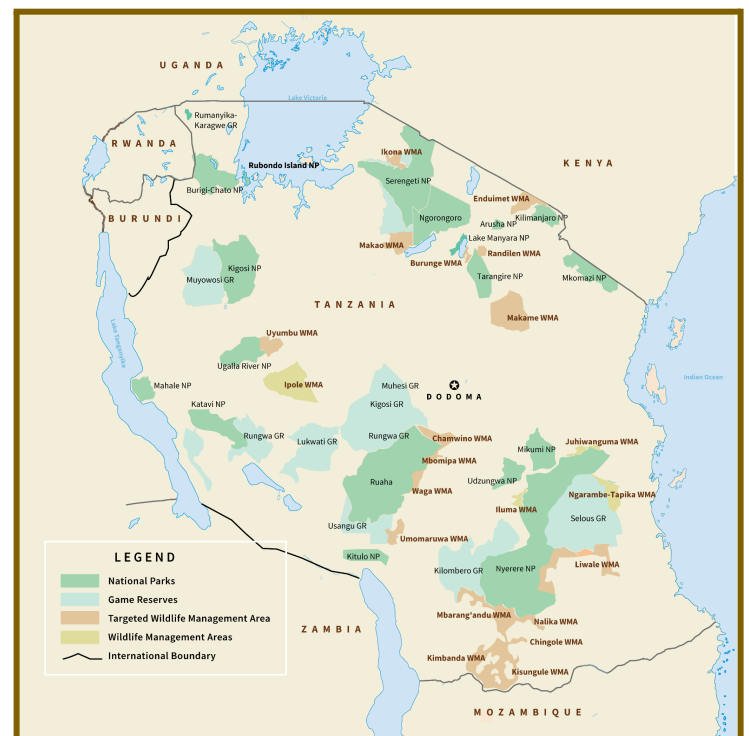 UGANDA
Lake Victoria
Rumanyika-
Karagwe GR
RWANDA
Ikona WMA
KENYA
Rubondo Island NP
Serengeti NP
Burigi-Chato NP
Enduimet WMA
BURUNDI
Ngorongoro
Kilimanjaro NP
Arusha NP
Lake Manyara NP
Makao WMA
Randilen WMA
Burunge WMA
Kigosi NP
Muyowosi GR
Tarangire NP
Mkomazi NP
TANZANIA
Makame WMA
Lake Tanganyika
Uyumbu WMA
Ugalla River NP
Indian Ocean
Mahale NP
Ipole WMA
Muhesi GR
DODOMA
Katavi NP
Kigosi GR
Rungwa GR
Lukwati GR
Rungwa GR
Chamwino WMA
Juhiwanguma WMA
Mikumi NP
Mbomipa WMA
Ruaha
Udzungwa NP
Waga WMA
Ngarambe-Tapika WMA
Iluma WMA
Selous GR
Usangu GR
Umomaruwa WMA
Kitulo NP
Kilombero GR
Nyerere NP
Liwale WMA
LEGEND
National Parks
Game Reserves
Targeted Wildlife Management Area
Wildlife Management Areas
International Boundary
ZAMBIA
Mbarang'andu WMA
Nalika WMA
Chingole WMA
Kimbanda WMA
Kisungule WMA
MOZAMBIQUE